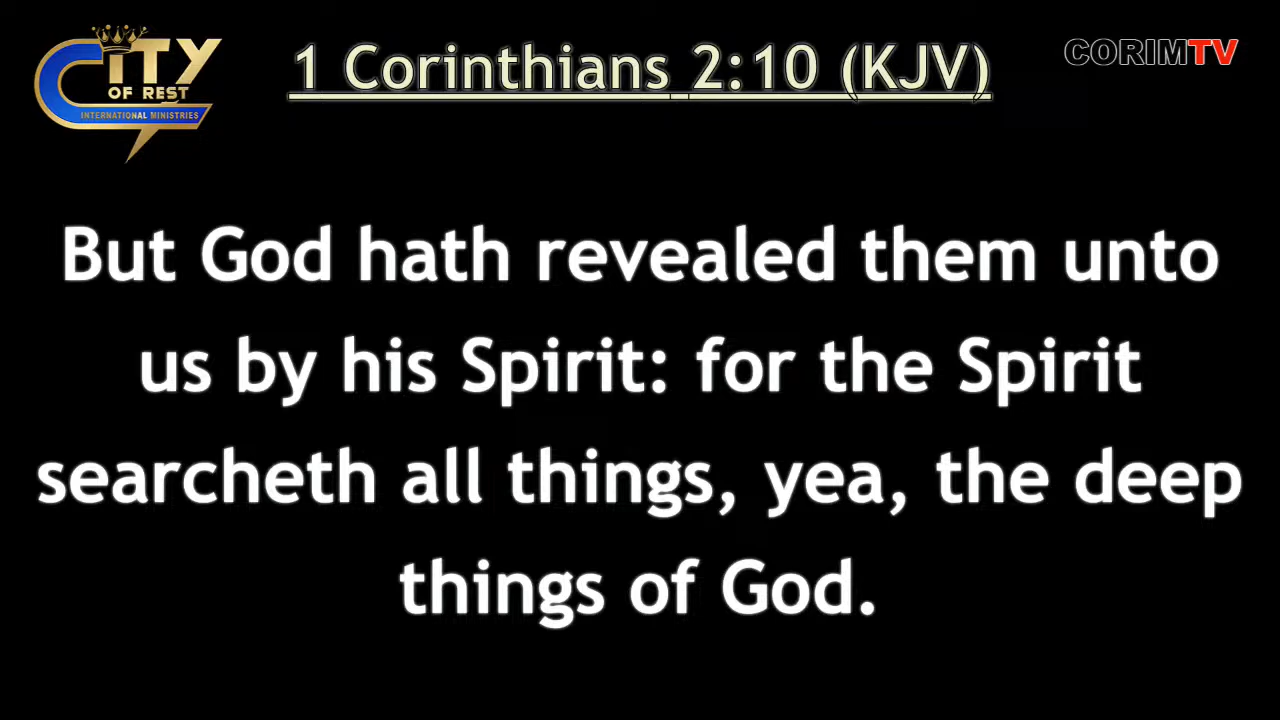 CiTY
OF REST
INTERNATIONAL MINISTRIES
1 Corinthians 2:10 (KJV)
CORIMTV
But God hath revealed them unto
us by his Spirit: for the Spirit
searcheth all things, yea, the deep
things of God.